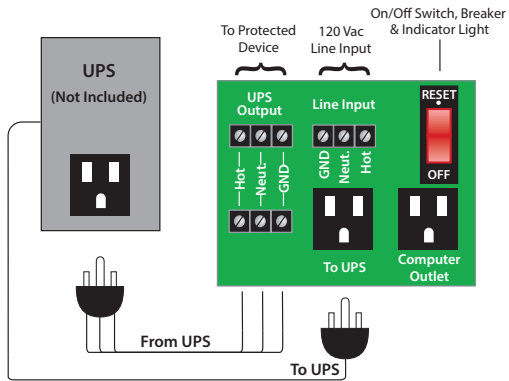 To Protected
Device
120 Vac
Line Input
On/Off Switch, Breaker
& Indicator Light
UPS
(Not Included)
UPS
Output
Line Input
RESET
OFF
Hot
Neut.
GND
GND
Neut.
Hot
To UPS
Computer
Outlet
From UPS
To UPS